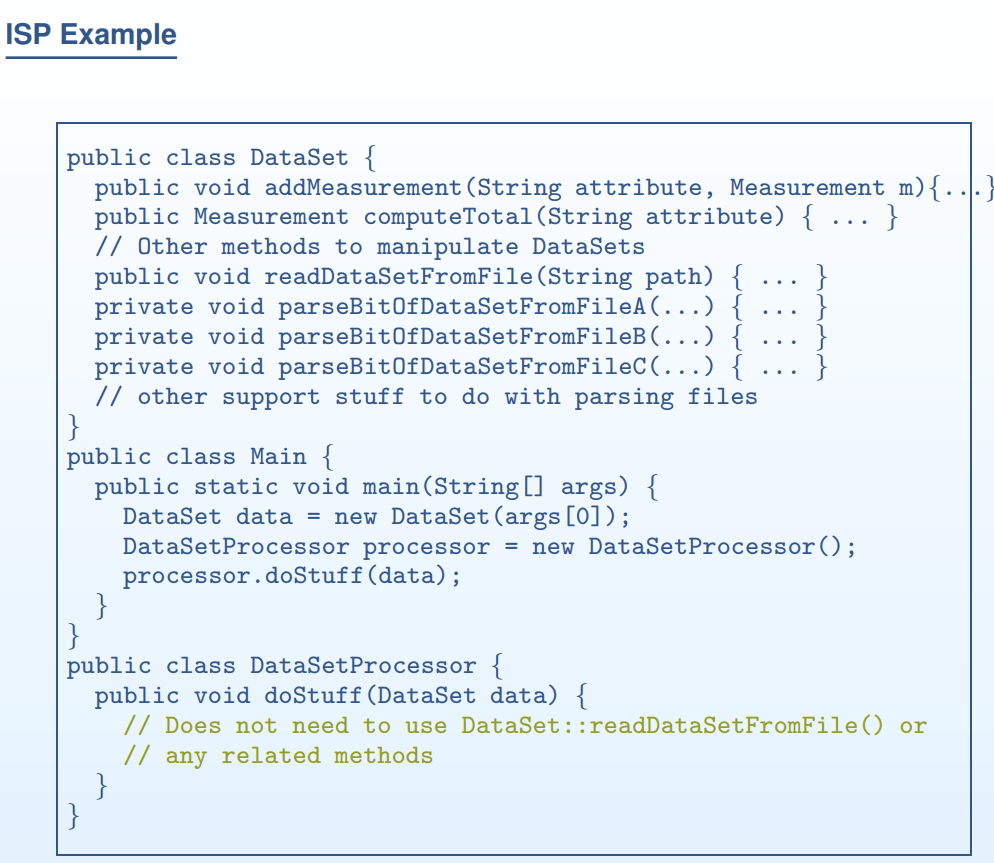 ISP Example
public class DataSet {
public void addMeasurement(String attribute, Measurement m){...}
public Measurement computeTotal(String attribute) { ... }
// Other methods to manipulate DataSets
public void readDataSetFromFile(String path) { ... }
private void parseBitOfDataSetFromFileA(...) { ... }
private void parseBitOfDataSetFromFileB(...) { ... }
private void parseBitOfDataSetFromFileC(...) { ... }
// other support stuff to do with parsing files
}
public class Main {
public static void main(String[] args) {
DataSet data = new DataSet(args[0]);
DataSetProcessor processor = new DataSetProcessor();
processor.doStuff(data);
}
}
public class DataSetProcessor {
public void doStuff(DataSet data) {
// Does not need to use DataSet::readDataSetFromFile() or
// any related methods
}
}